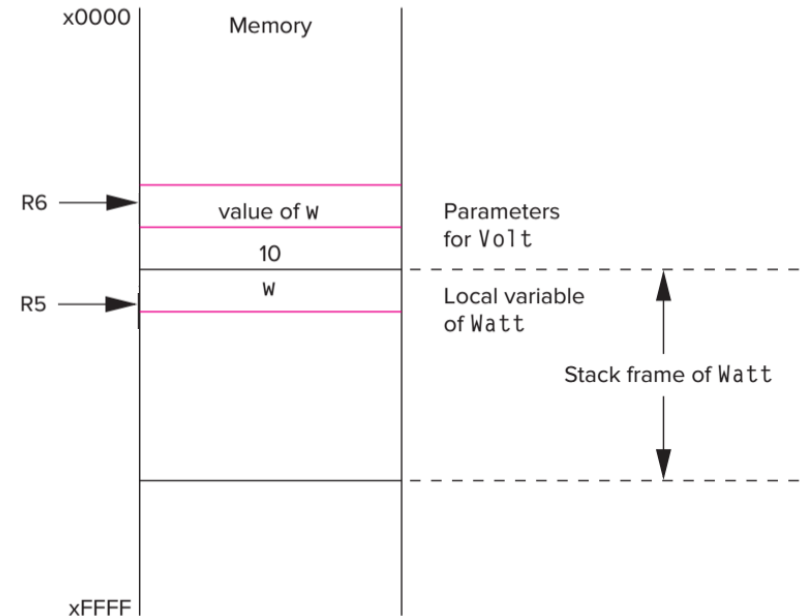 x0000
Memory
R6
value of w
Parameters
for Volt
10
w
R5
Local variable
of Watt
Stack frame of Watt
xFFFF